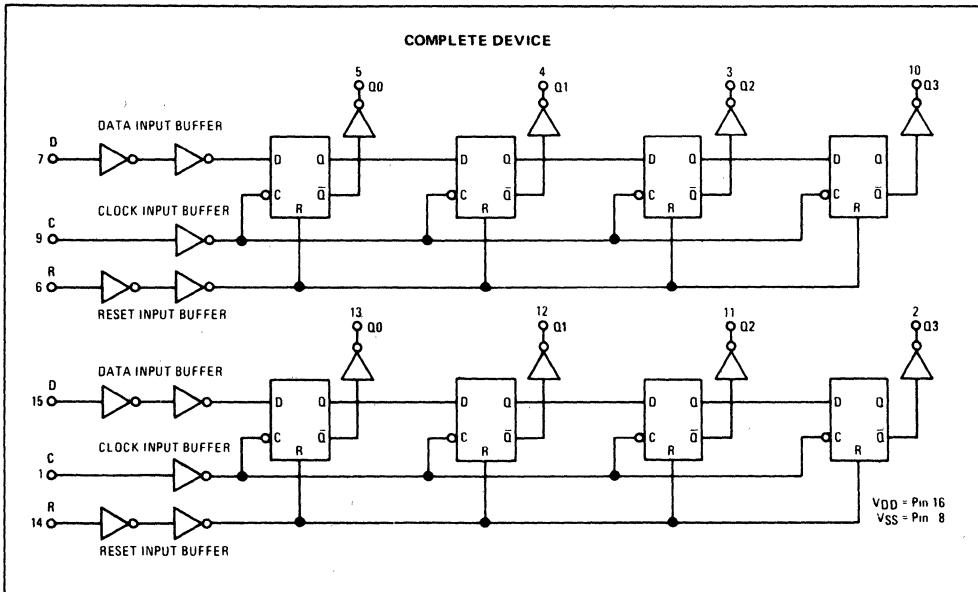 COMPLETE DEVICE
5 4 3 10
Q0 Q1 Q2 Q3
DATA INPUT BUFFER
D
7
D Q D Q D Q D Q
C Q̅ C Q̅ C Q̅ C Q̅
CLOCK INPUT BUFFER
R R R R
C
9
R
6
RESET INPUT BUFFER
13 12 11 2
Q0 Q1 Q2 Q3
DATA INPUT BUFFER
D
15
D Q D Q D Q D Q
C Q̅ C Q̅ C Q̅ C Q̅
CLOCK INPUT BUFFER
R R R R
C
1
R
14
RESET INPUT BUFFER
VDD = Pin 16
VSS = Pin 8